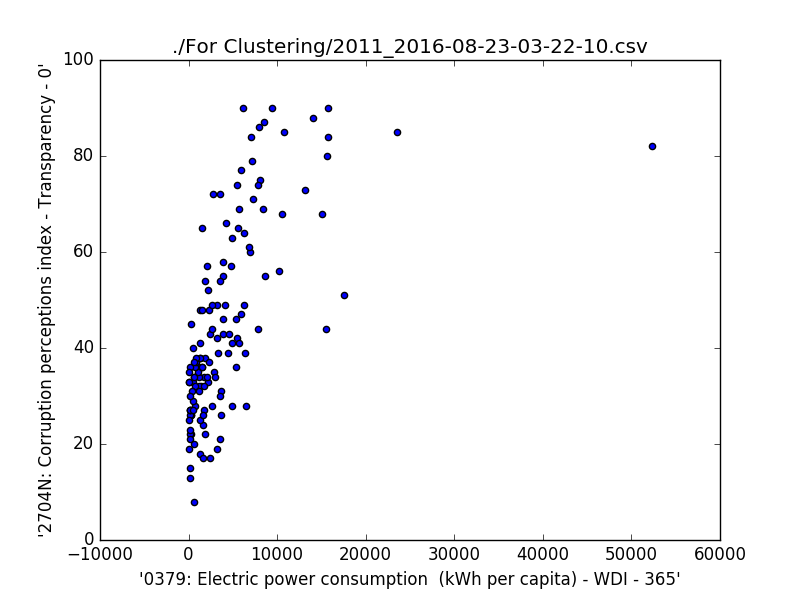 ./For Clustering/2011_2016-08-23-03-22-10.csv
'2704N: Corruption perceptions index - Transparency - 0'
100
80
60
40
20
0
−10000 0 10000 20000 30000 40000 50000 60000
'0379: Electric power consumption  (kWh per capita) - WDI - 365'